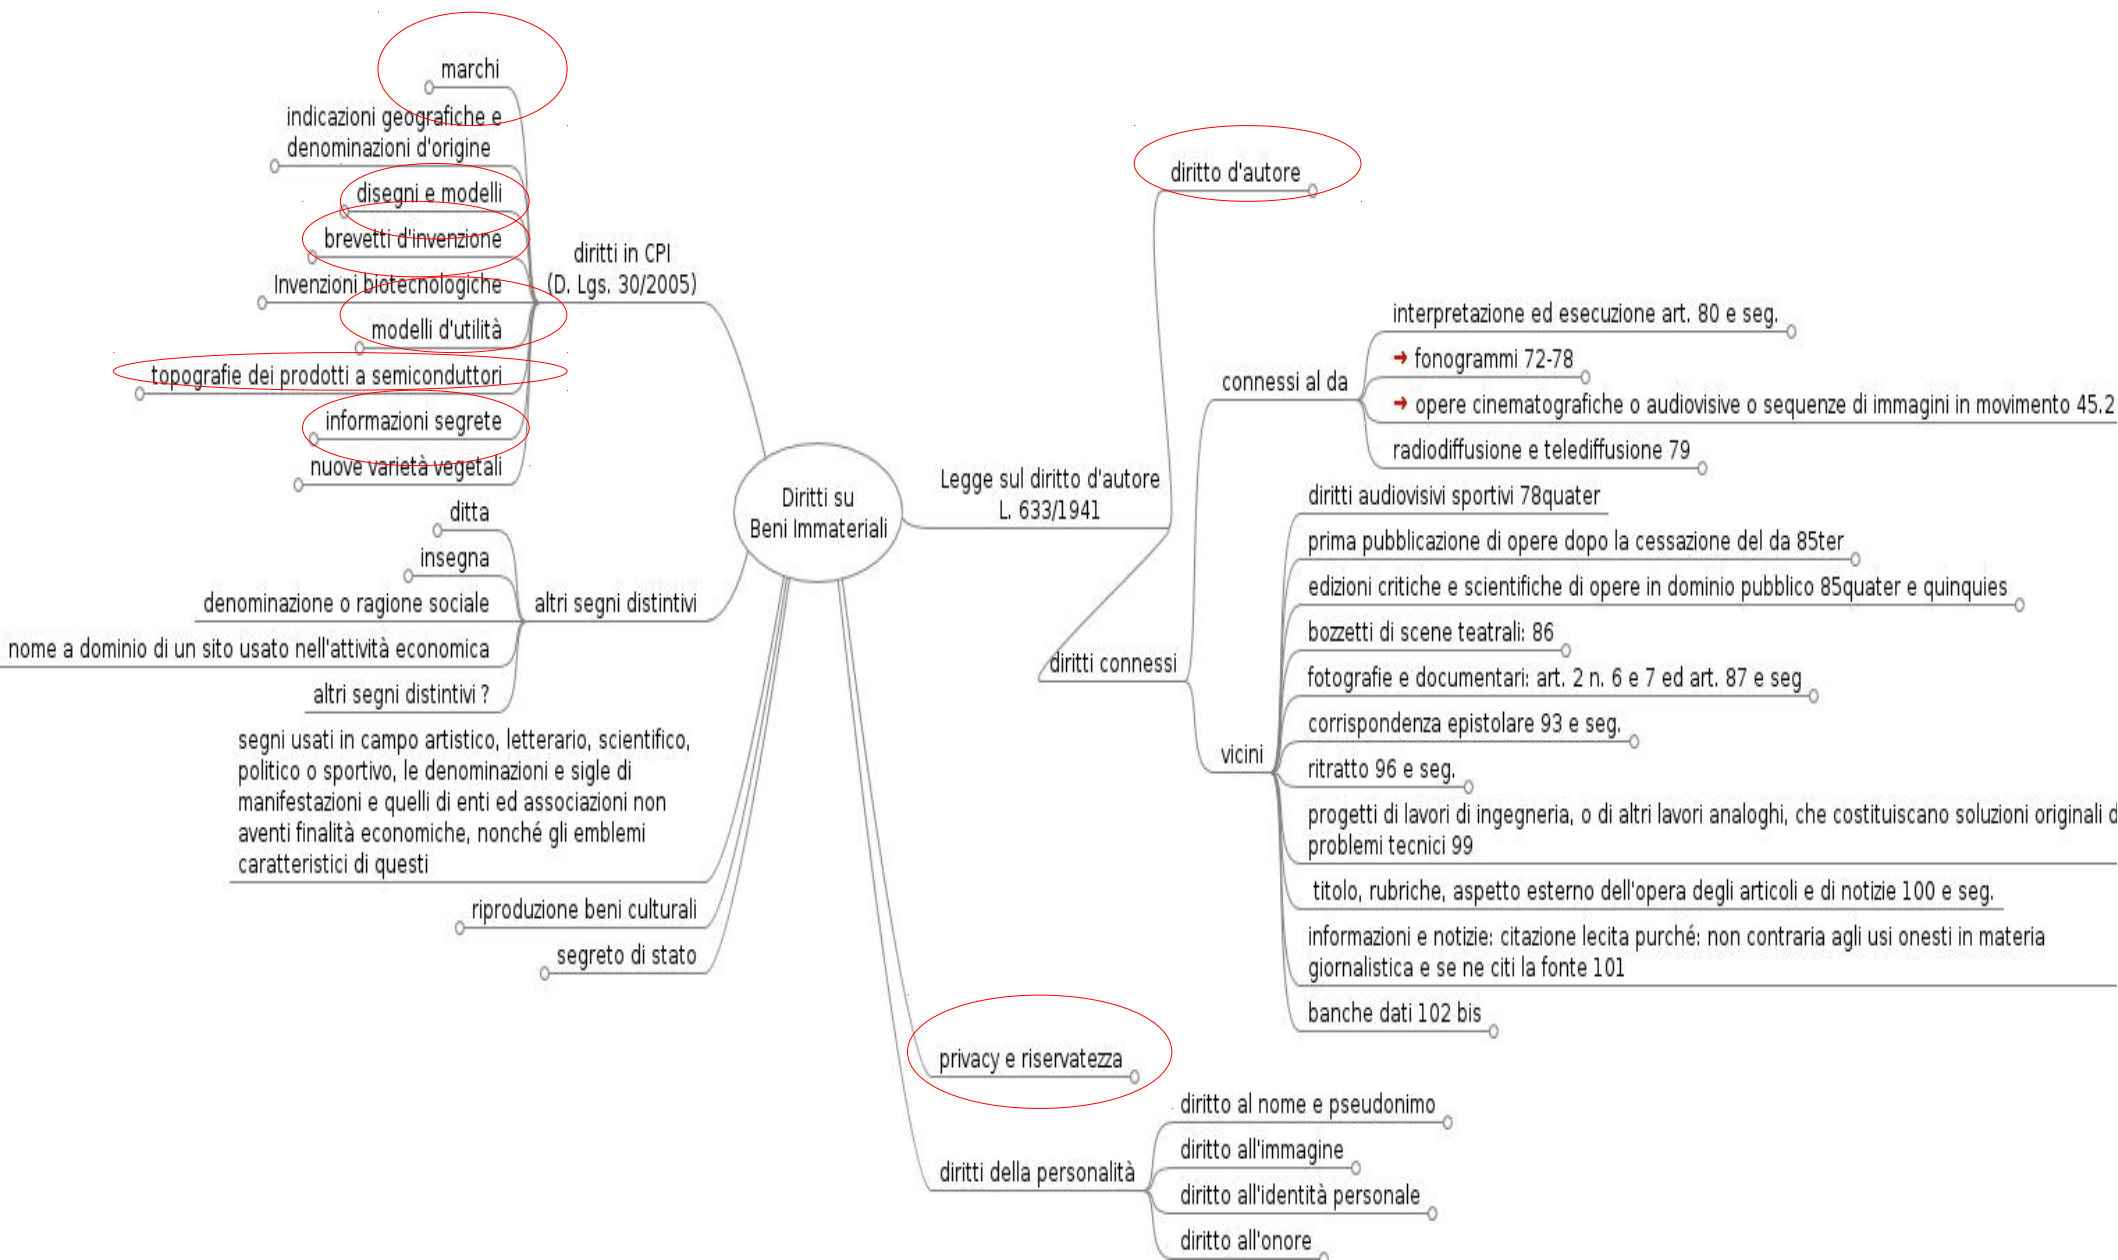 marchi
indicazioni geografiche e
denominazioni d'origine
disegni e modelli
brevetti d'invenzione
Invenzioni biotecnologiche
modelli d'utilità
topografie dei prodotti a semiconduttori
informazioni segrete
nuove varietà vegetali
diritti in CPI
(D. Lgs. 30/2005)
ditta
insegna
denominazione o ragione sociale
nome a dominio di un sito usato nell'attività economica
altri segni distintivi ?
altri segni distintivi
segni usati in campo artistico, letterario, scientifico,
politico o sportivo, le denominazioni e sigle di
manifestazioni e quelli di enti ed associazioni non
aventi finalità economiche, nonché gli emblemi
caratteristici di questi
riproduzione beni culturali
segreto di stato
Diritti su
Beni Immateriali
Legge sul diritto d'autore
L. 633/1941
diritto d'autore
diritti connessi
connessi al da
interpretazione ed esecuzione art. 80 e seg.
fonogrammi 72-78
opere cinematografiche o audiovisive o sequenze di immagini in movimento 45.2
radiodiffusione e telediffusione 79
vicini
diritti audiovisivi sportivi 78quater
prima pubblicazione di opere dopo la cessazione del da 85ter
edizioni critiche e scientifiche di opere in dominio pubblico 85quater e quinquies
bozzetti di scene teatrali: 86
fotografie e documentari: art. 2 n. 6 e 7 ed art. 87 e seg
corrispondenza epistolare 93 e seg.
ritratto 96 e seg.
progetti di lavori di ingegneria, o di altri lavori analoghi, che costituiscano soluzioni originali
problemi tecnici 99
titolo, rubriche, aspetto esterno dell'opera degli articoli e di notizie 100 e seg.
informazioni e notizie: citazione lecita purché: non contraria agli usi onesti in materia
giornalistica e se ne citi la fonte 101
banche dati 102 bis
privacy e riservatezza
diritti della personalità
diritto al nome e pseudonimo
diritto all'immagine
diritto all'identità personale
diritto all'onore